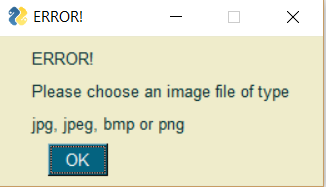 ERROR!
ERROR!
Please choose an image file of type
jpg, jpeg, bmp or png
OK